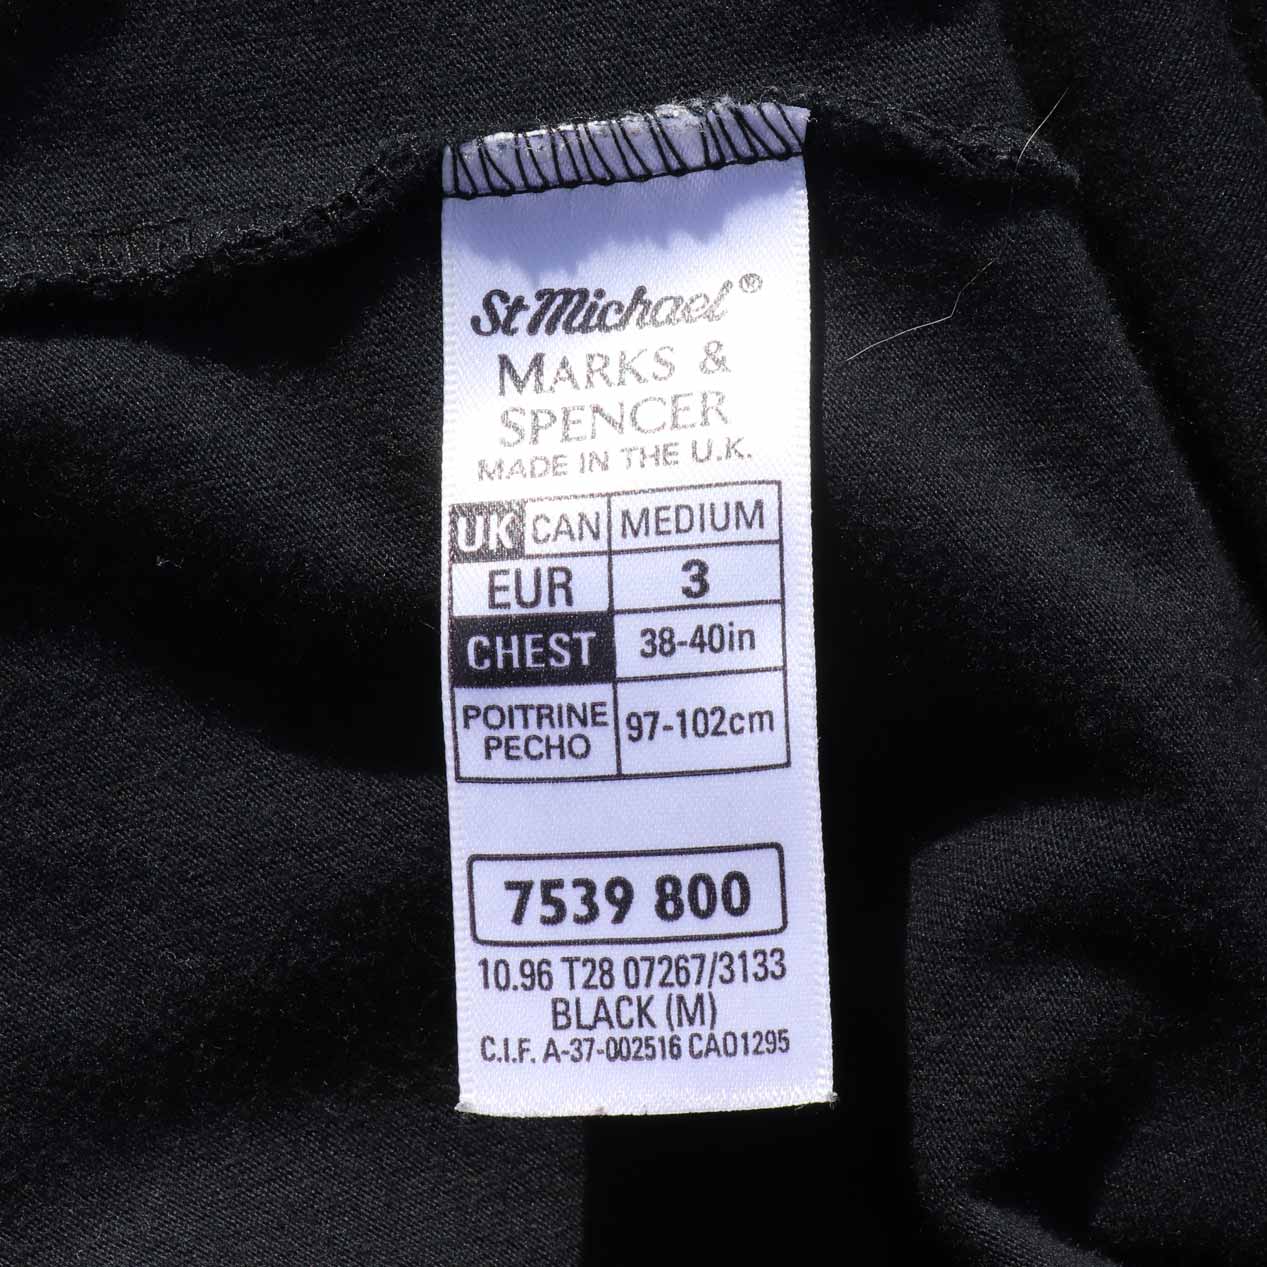 St Michael®
MARKS &
SPENCER
MADE IN THE U.K.
UK CAN MEDIUM
EUR 3
CHEST 38-40in
POITRINE
PECHO 97-102cm
7539 800
10.96 T28 07267/3133
BLACK (M)
C.I.F. A-37-002516 CA01295